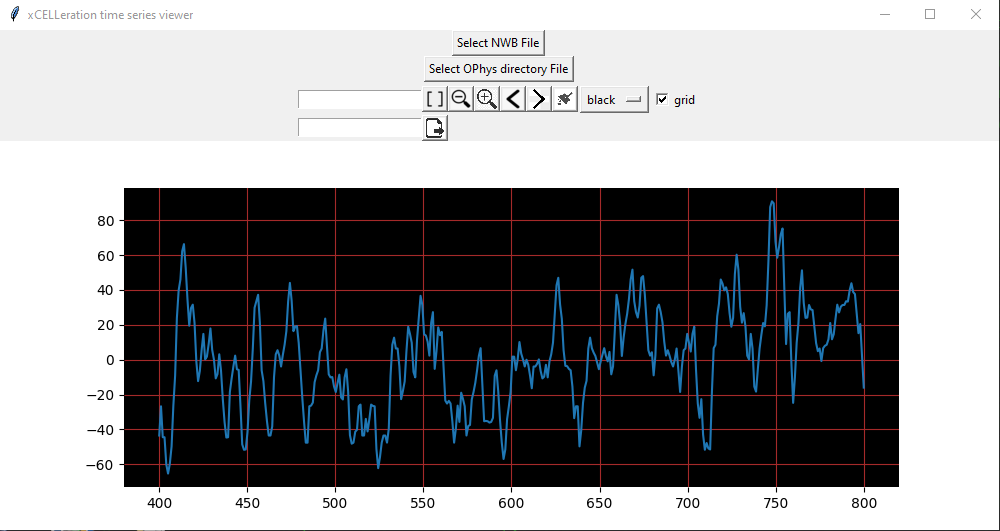 xCELLeration time series viewer
Select NWB File
Select OPhys directory File
black grid
80
60
40
20
0
−20
−40
−60
400 450 500 550 600 650 700 750 800